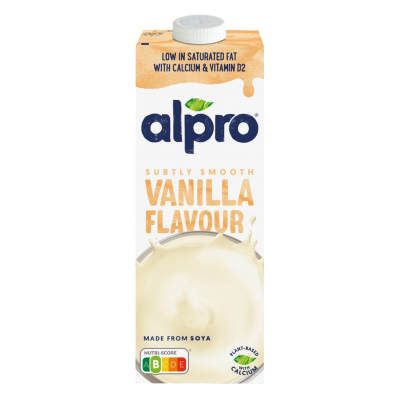 LOW IN SATURATED FAT
WITH CALCIUM & VITAMIN D2
alpro®
SUBTLY SMOOTH
VANILLA
FLAVOUR
MADE FROM SOYA
NUTRI-SCORE
A B C D E
PLANT-BASED
WITH
CALCIUM